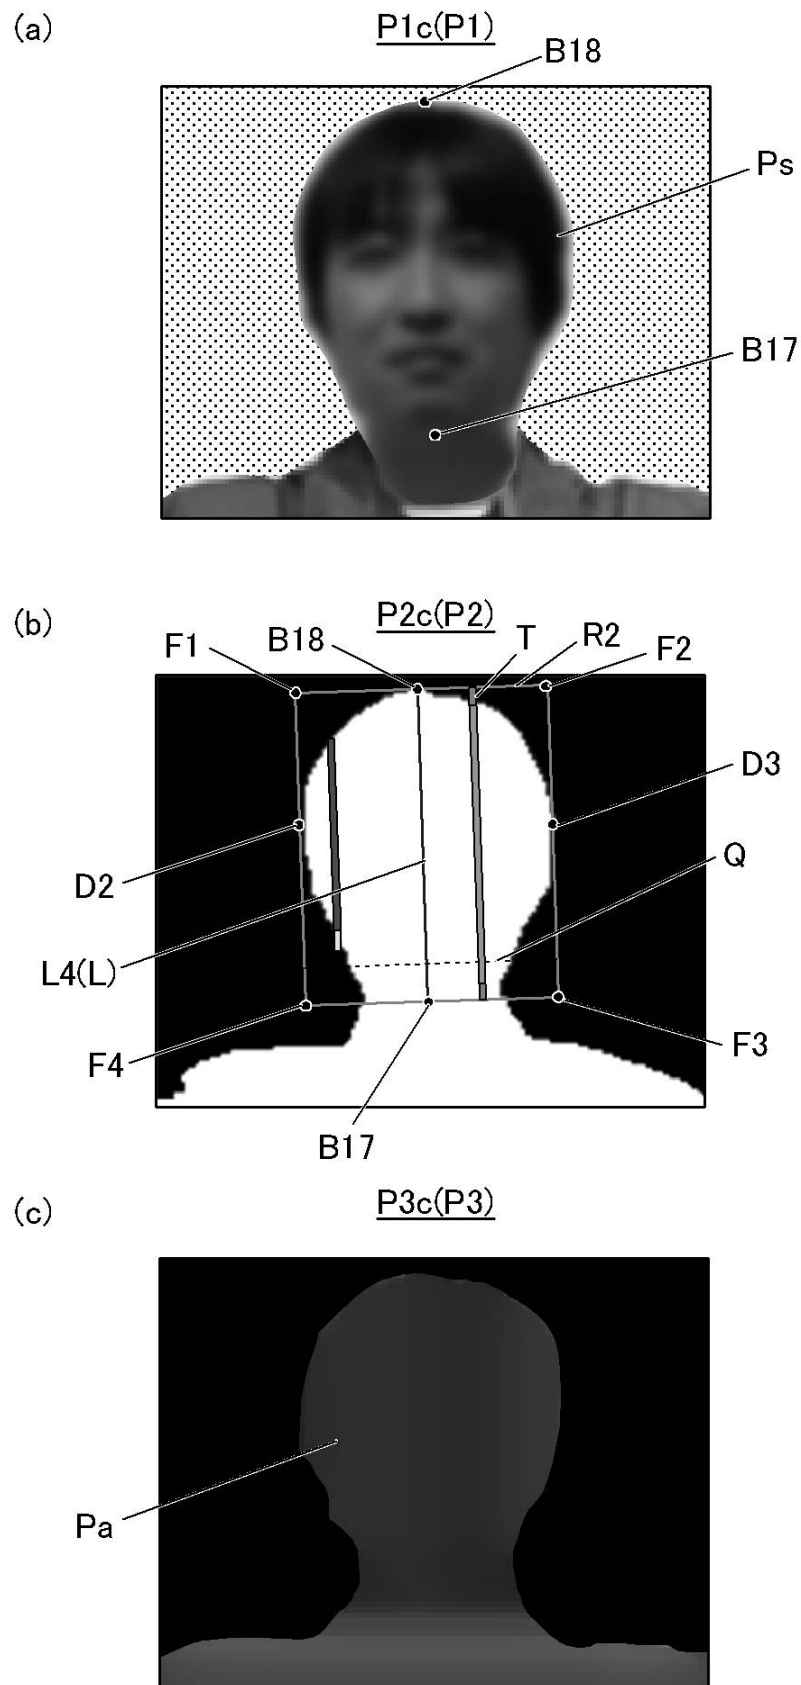 (a)
P1c(P1)
B18
Ps
B17
(b)
P2c(P2)
F1
B18
T
R2
F2
D3
D2
Q
L4(L)
F4
F3
B17
(c)
P3c(P3)
Pa